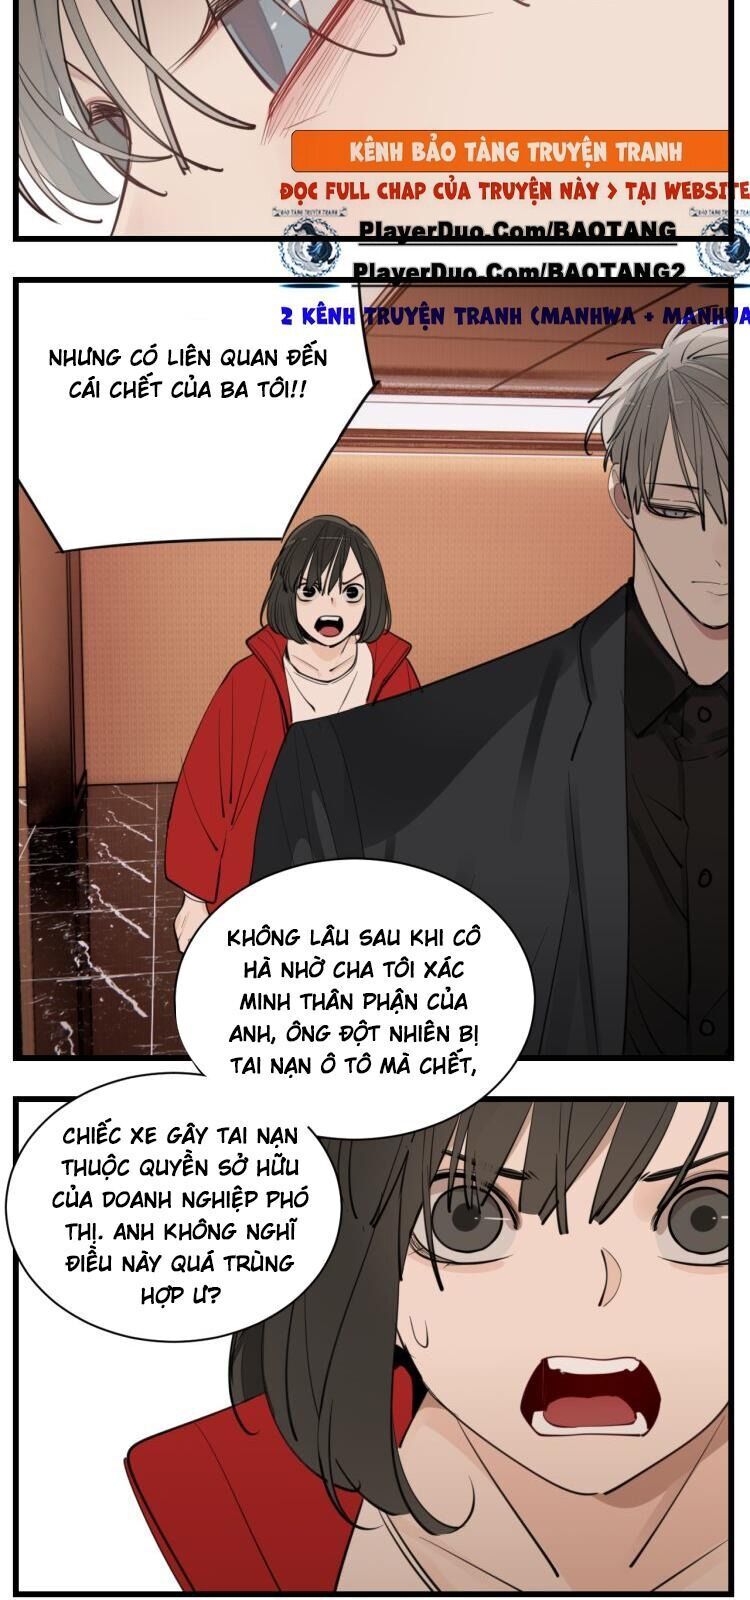 KÊNH BẢO TÀNG TRUYỆN TRANH
ĐỌC FULL CHAP CỦA TRUYỆN NÀY > TẠI WEBSITE
BẢO TÀNG TRUYỆN TRANH
PlayerDuo.Com/BAOTANG
PlayerDuo.Com/BAOTANG2
2 KÊNH TRUYỆN TRANH (MANHWA + MANHUA
NHƯNG CÓ LIÊN QUAN ĐẾN
CÁI CHẾT CỦA BA TÔI!!
KHÔNG LÂU SAU KHI CÔ
HÀ NHỜ CHA TÔI XÁC
MINH THÂN PHẬN CỦA
ANH, ÔNG ĐỘT NHIÊN BỊ
TAI NẠN Ô TÔ MÀ CHẾT,
CHIẾC XE GÂY TAI NẠN
THUỘC QUYỀN SỞ HỮU
CỦA DOANH NGHIỆP PHÓ
THỊ. ANH KHÔNG NGHĨ
ĐIỀU NÀY QUÁ TRÙNG
HỢP Ư?